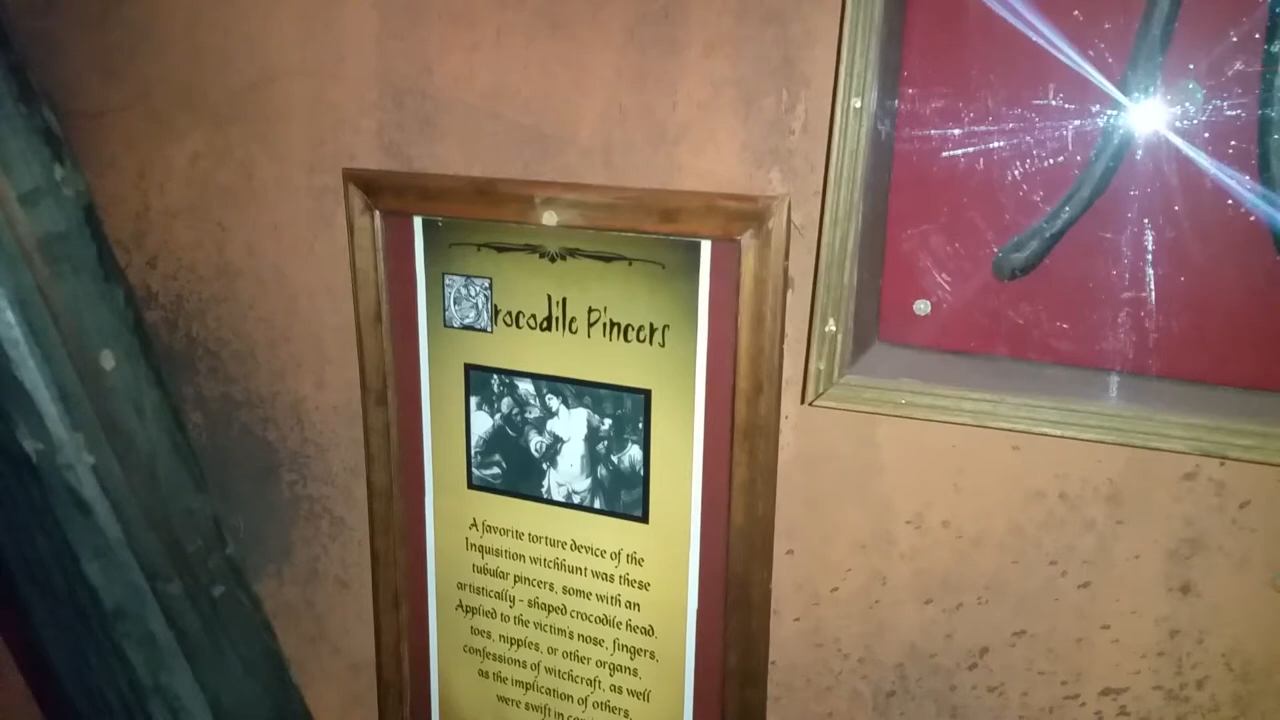 Crocodile Pincers
A favorite torture device of the
Inquisition witchhunt was these
tubular pincers, some with an
artistically - shaped crocodile head.
Applied to the victim's nose, fingers,
toes, nipples, or other organs,
confessions of witchcraft, as well
as the implication of others,
were swift in